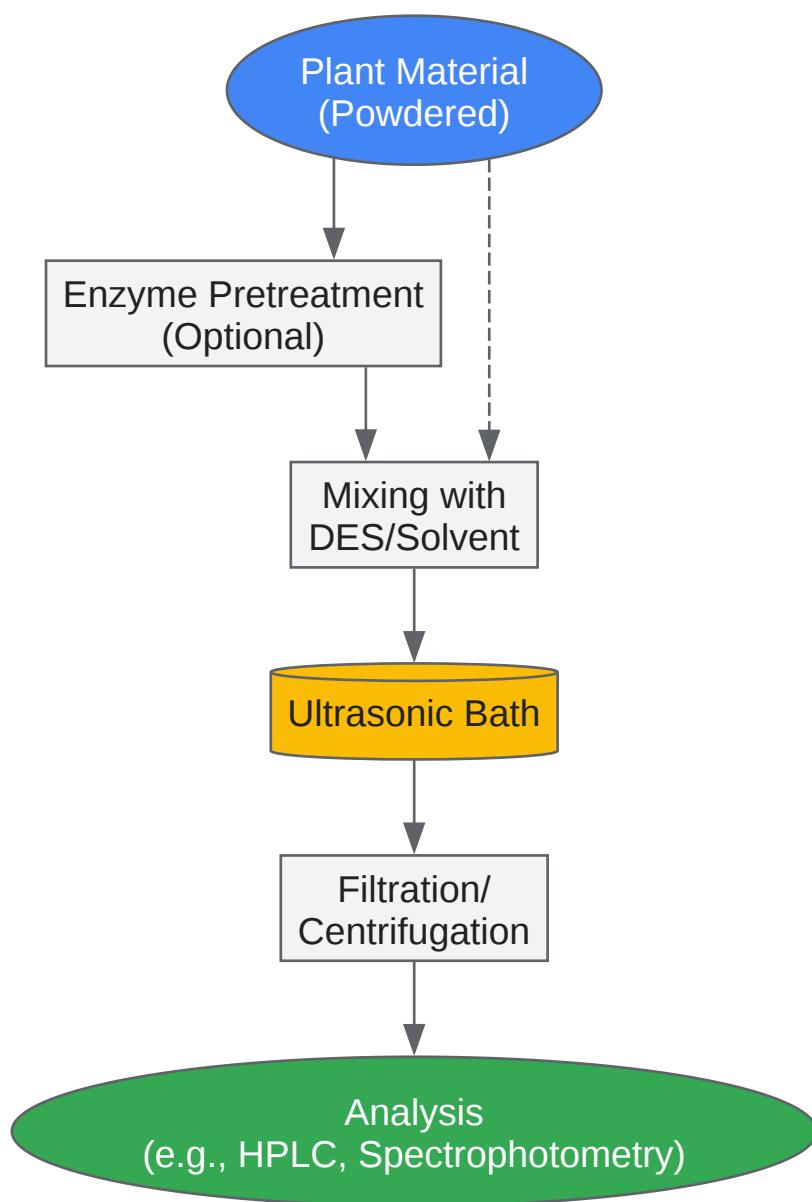 Plant Material
(Powdered)
Enzyme Pretreatment
(Optional)
Mixing with
DES/Solvent
Ultrasonic Bath
Filtration/
Centrifugation
Analysis
(e.g., HPLC, Spectrophotometry)